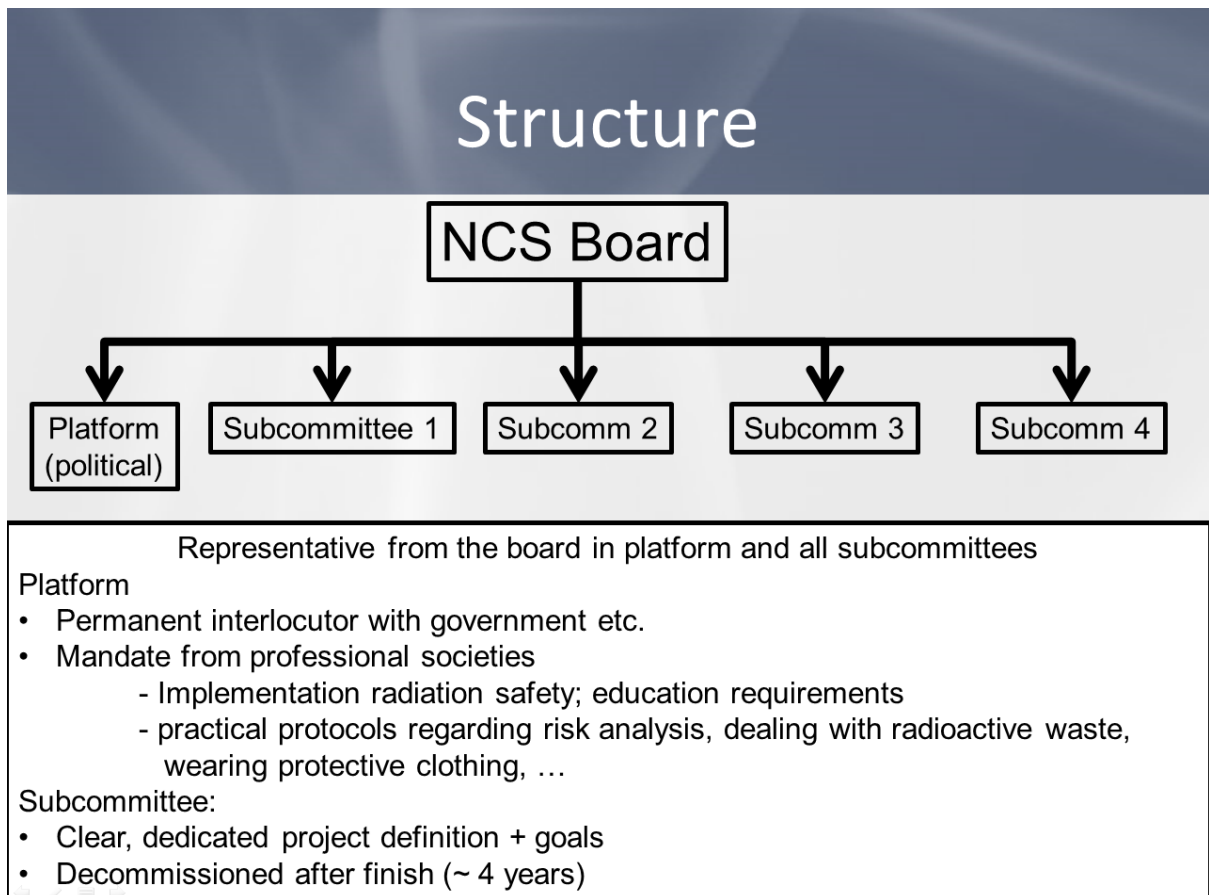 Structure
NCS Board
Platform
(political)
Subcommittee 1
Subcomm 2
Subcomm 3
Subcomm 4
Representative from the board in platform and all subcommittees
Platform
• Permanent interlocutor with government etc.
• Mandate from professional societies
- Implementation radiation safety; education requirements
- practical protocols regarding risk analysis, dealing with radioactive waste,
wearing protective clothing, …
Subcommittee:
• Clear, dedicated project definition + goals
• Decommissioned after finish (~ 4 years)